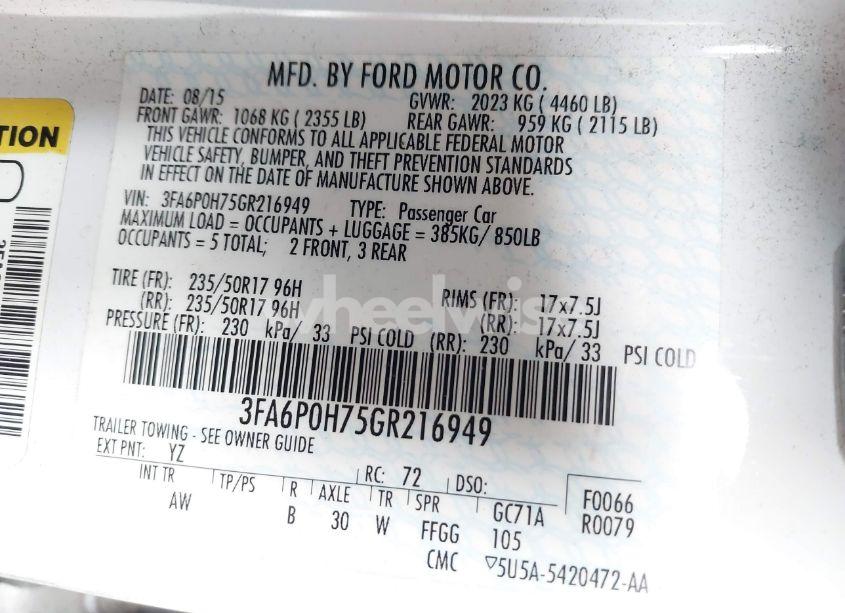 TION
MFD. BY FORD MOTOR CO.
DATE: 08/15 GVWR: 2023 KG ( 4460 LB)
FRONT GAWR: 1068 KG ( 2355 LB) REAR GAWR: 959 KG ( 2115 LB)
THIS VEHICLE CONFORMS TO ALL APPLICABLE FEDERAL MOTOR
VEHICLE SAFETY, BUMPER, AND THEFT PREVENTION STANDARDS
IN EFFECT ON THE DATE OF MANUFACTURE SHOWN ABOVE.
VIN: 3FA6P0H75GR216949 TYPE: Passenger Car
MAXIMUM LOAD = OCCUPANTS + LUGGAGE = 385KG/ 850LB
OCCUPANTS = 5 TOTAL; 2 FRONT, 3 REAR
TIRE (FR): 235/50R17 96H RIMS (FR): 17x7.5J
(RR): 235/50R17 96H (RR): 17x7.5J
PRESSURE (FR): 230 kPa/ 33 PSI COLD (RR): 230 kPa/ 33 PSI COLD
3FA6P0H75GR216949
TRAILER TOWING - SEE OWNER GUIDE
EXT PNT: YZ RC: 72 DSO: F0066
INT TR TP/PS R AXLE TR SPR GC71A R0079
AW B 30 W FFGG 105
CMC ▽5U5A-5420472-AA